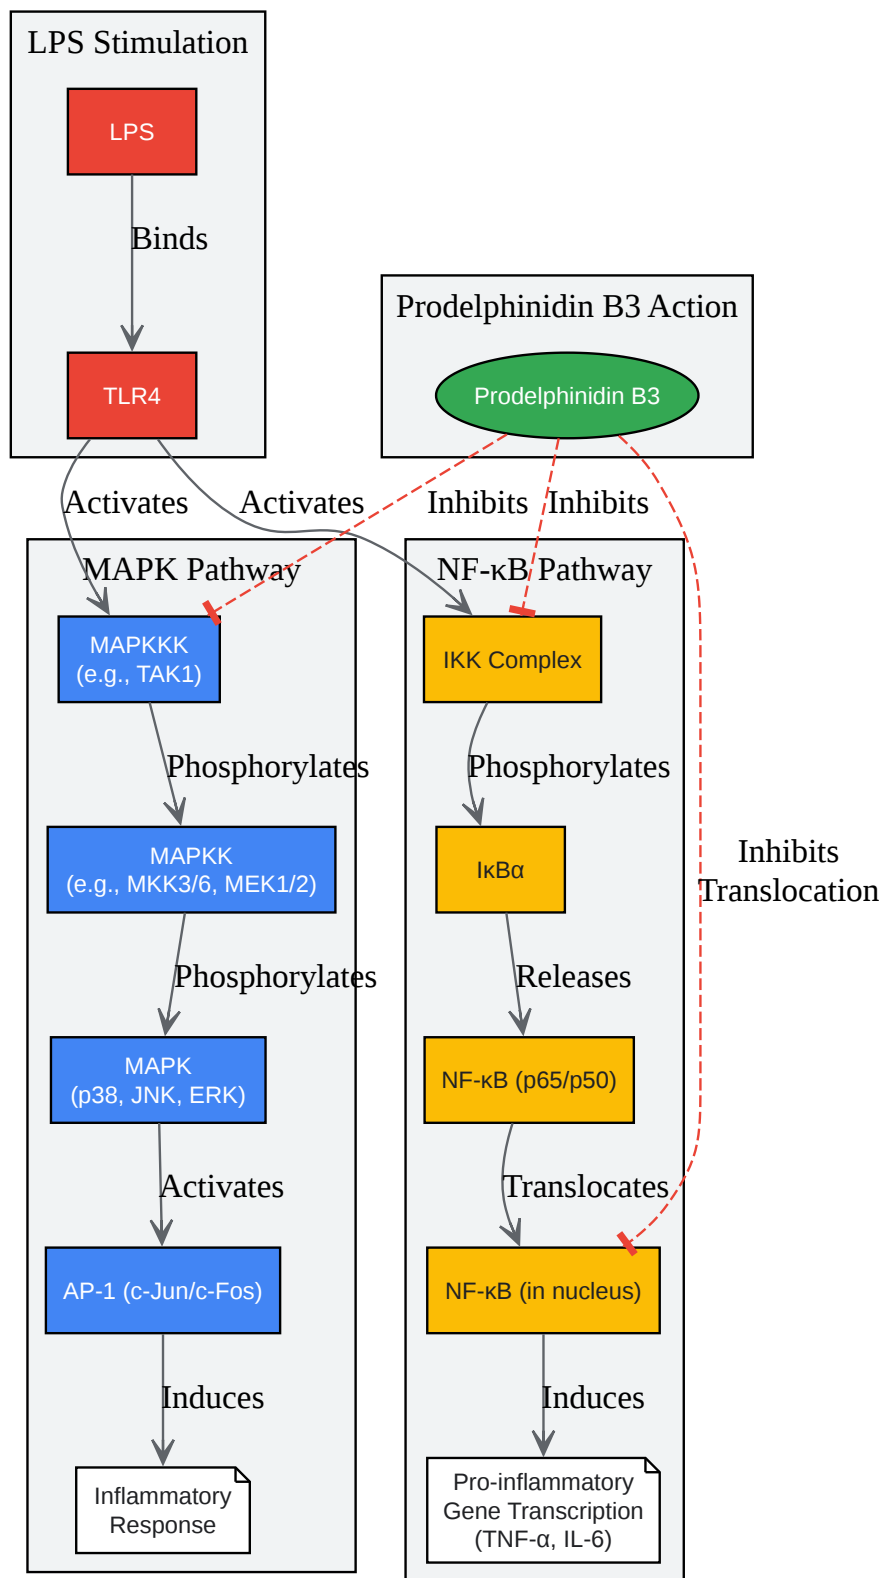 LPS Stimulation
LPS
Binds
TLR4
Prodelphinidin B3 Action
Prodelphinidin B3
Activates
Activates
Inhibits
Inhibits
MAPK Pathway
MAPKKK
(e.g., TAK1)
Phosphorylates
MAPKK
(e.g., MKK3/6, MEK1/2)
Phosphorylates
MAPK
(p38, JNK, ERK)
Activates
AP-1 (c-Jun/c-Fos)
Induces
Inflammatory
Response
NF-κB Pathway
IKK Complex
Phosphorylates
IκBα
Releases
NF-κB (p65/p50)
Translocates
NF-κB (in nucleus)
Induces
Pro-inflammatory
Gene Transcription
(TNF-α, IL-6)
Inhibits
Translocation